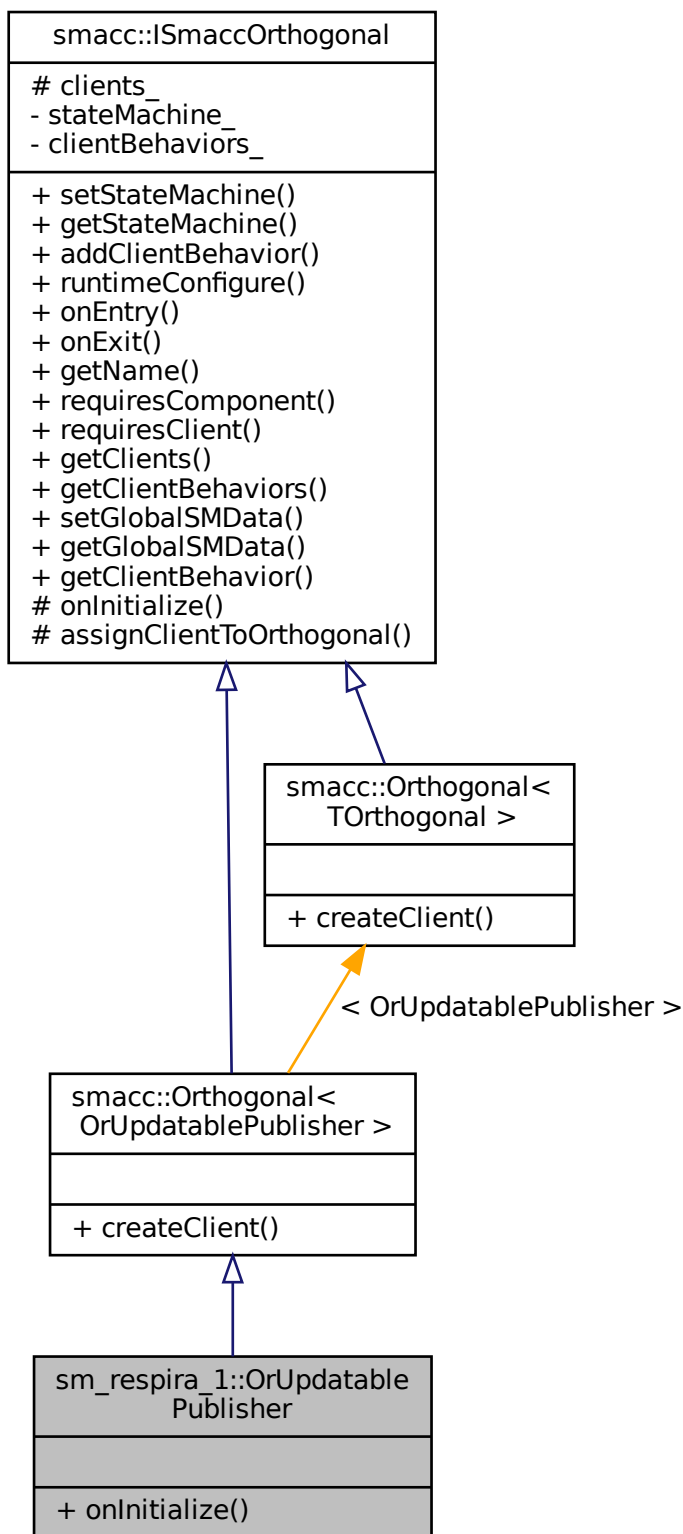 smacc::ISmaccOrthogonal
# clients_
- stateMachine_
- clientBehaviors_
+ setStateMachine()
+ getStateMachine()
+ addClientBehavior()
+ runtimeConfigure()
+ onEntry()
+ onExit()
+ getName()
+ requiresComponent()
+ requiresClient()
+ getClients()
+ getClientBehaviors()
+ setGlobalSMData()
+ getGlobalSMData()
+ getClientBehavior()
# onInitialize()
# assignClientToOrthogonal()
smacc::Orthogonal<
TOrthogonal >
+ createClient()
< OrUpdatablePublisher >
smacc::Orthogonal<
OrUpdatablePublisher >
+ createClient()
sm_respira_1::OrUpdatable
Publisher
+ onInitialize()